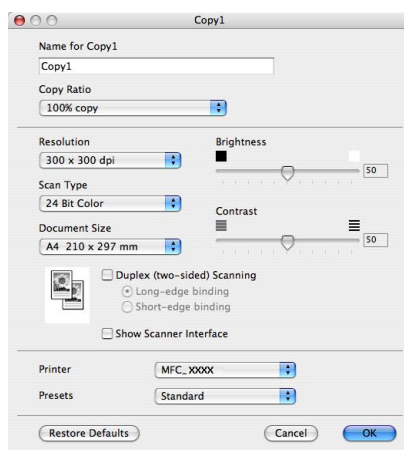 Copy1
Name for Copy1
Copy1
Copy Ratio
100% copy
Resolution
300 x 300 dpi
Brightness
50
Scan Type
24 Bit Color
Contrast
50
Document Size
A4 210 x 297 mm
Duplex (two-sided) Scanning
Long-edge binding
Short-edge binding
Show Scanner Interface
Printer
MFC_XXXX
Presets
Standard
Restore Defaults
Cancel
OK